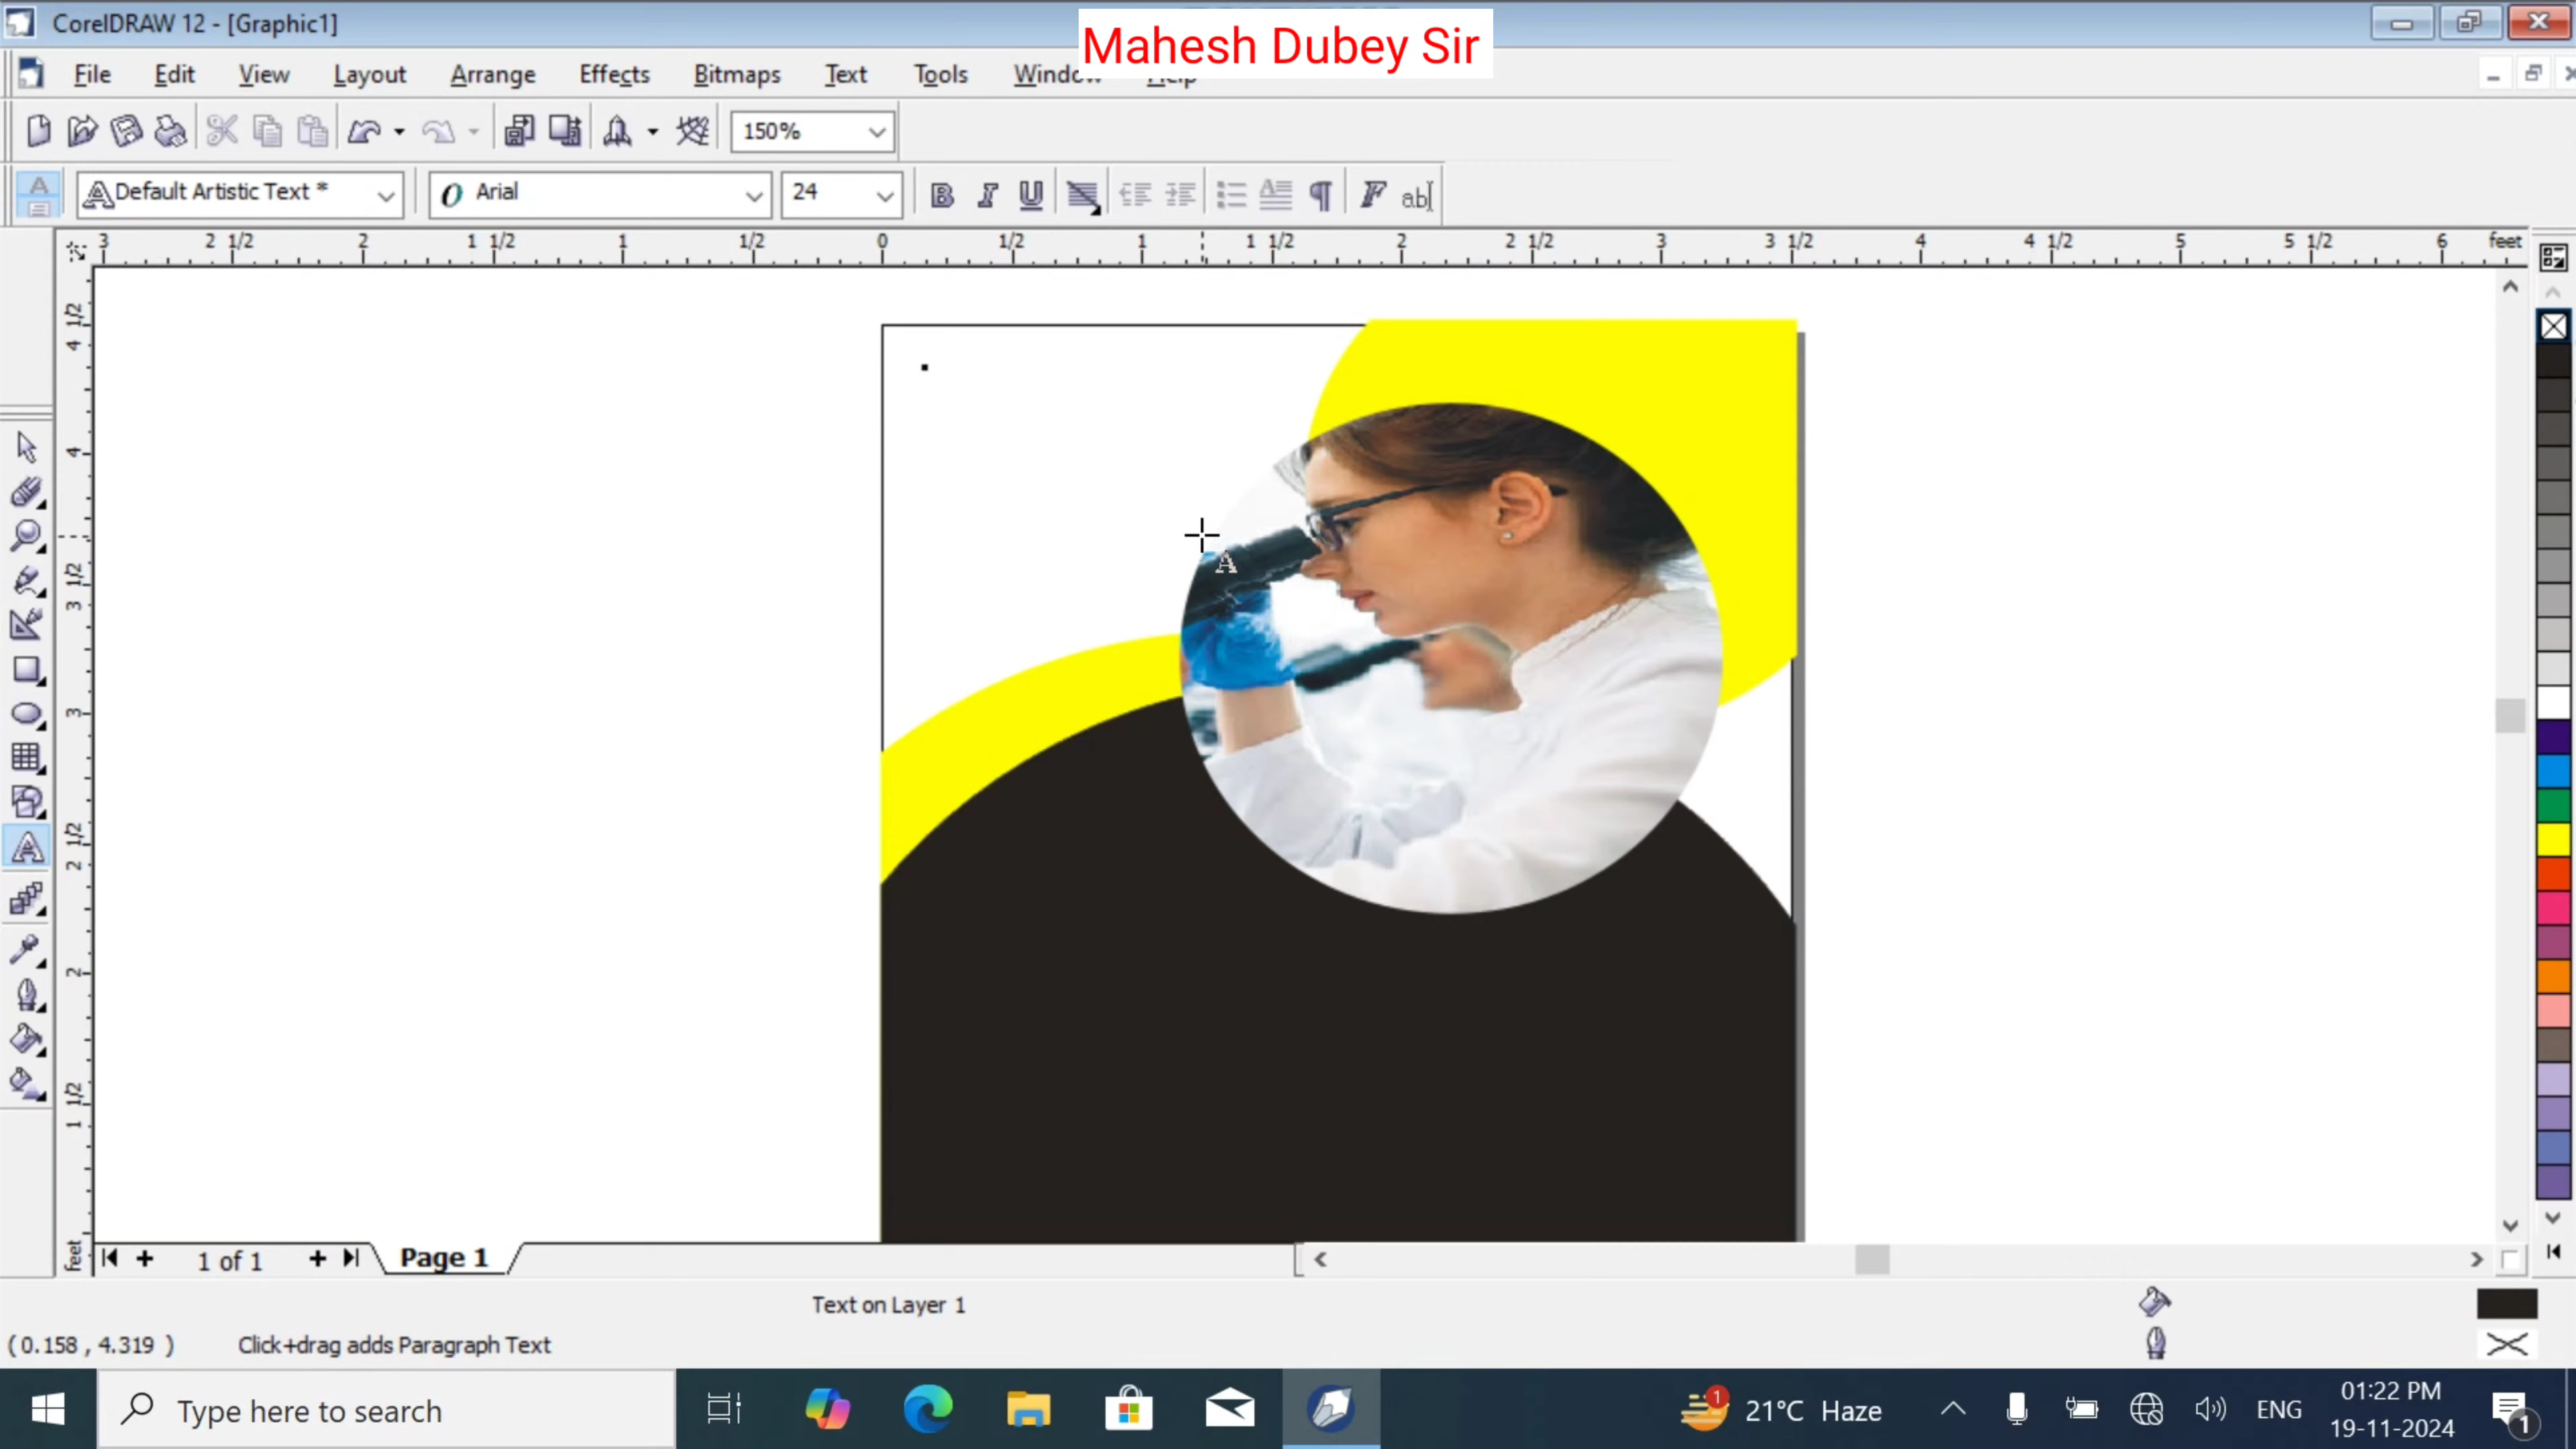 CorelDRAW 12 - [Graphic1]
Mahesh Dubey Sir
File Edit View Layout Arrange Effects Bitmaps Text Tools Window Help
150%
Default Artistic Text * Arial 24 B I U F ab
3 2 1/2 2 1 1/2 1 1/2 0 1/2 1 1 1/2 2 2 1/2 3 3 1/2 4 4 1/2 5 5 1/2 6 feet
4 1/2
4
3 1/2
3
2 1/2
2
1 1/2
feet
1 of 1 Page 1
Text on Layer 1
( 0.158 , 4.319 ) Click+drag adds Paragraph Text
Type here to search
1
21°C Haze
ENG
01:22 PM
19-11-2024
1